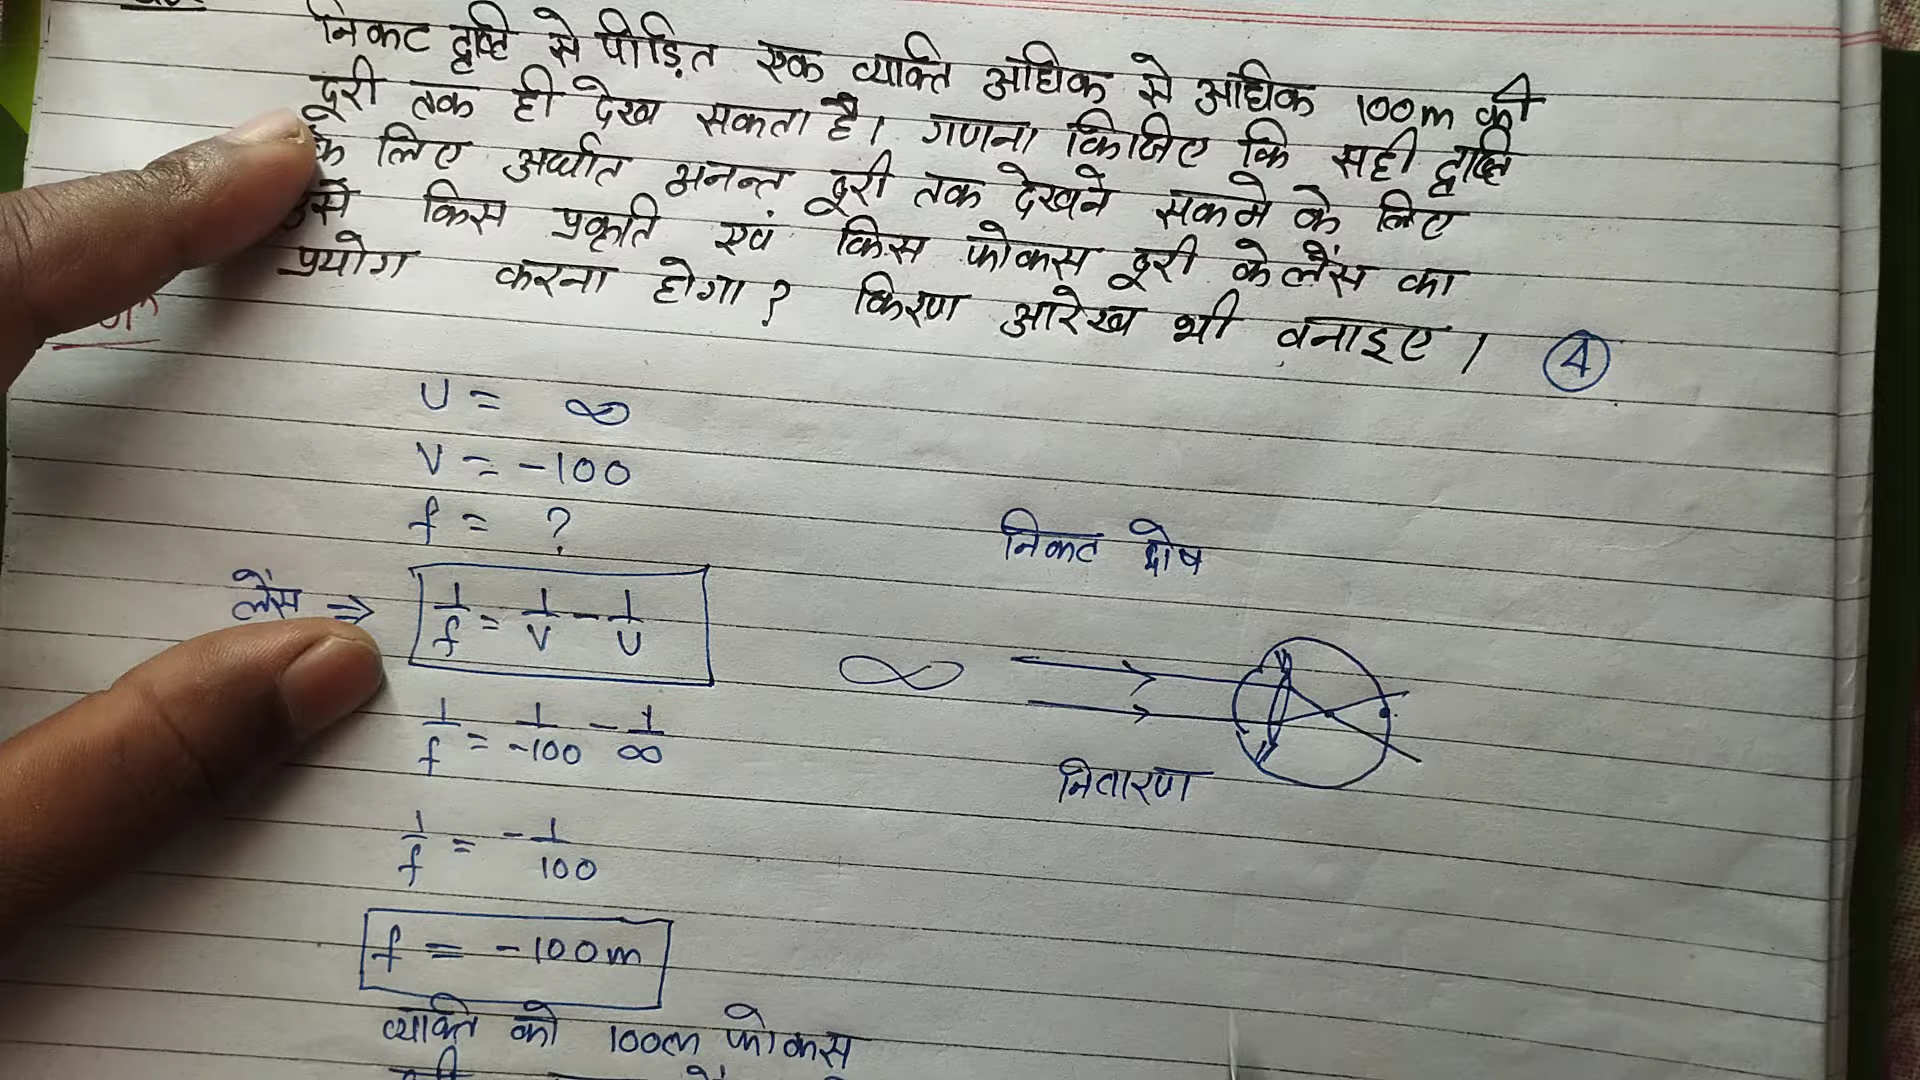 निकट दृष्टि से पीड़ित एक व्यक्ति अधिक से अधिक 100m की
दूरी तक ही देख सकता है। गणना किजिए कि सही दृष्टि
के लिए अर्थात अनन्त दूरी तक देखने सकने के लिए
उसे किस प्रकृति एवं किस फोकस दूरी के लेंस का
प्रयोग करना होगा? किरण आरेख भी बनाइए। ④
U = ∞
V = -100
f = ?
लेंस ⇒ 1/f = 1/V - 1/U
1/f = 1/-100 - 1/∞
1/f = -1/100
f = -100m
व्यक्ति को 100m फोकस
निकट दोष
∞
निवारण